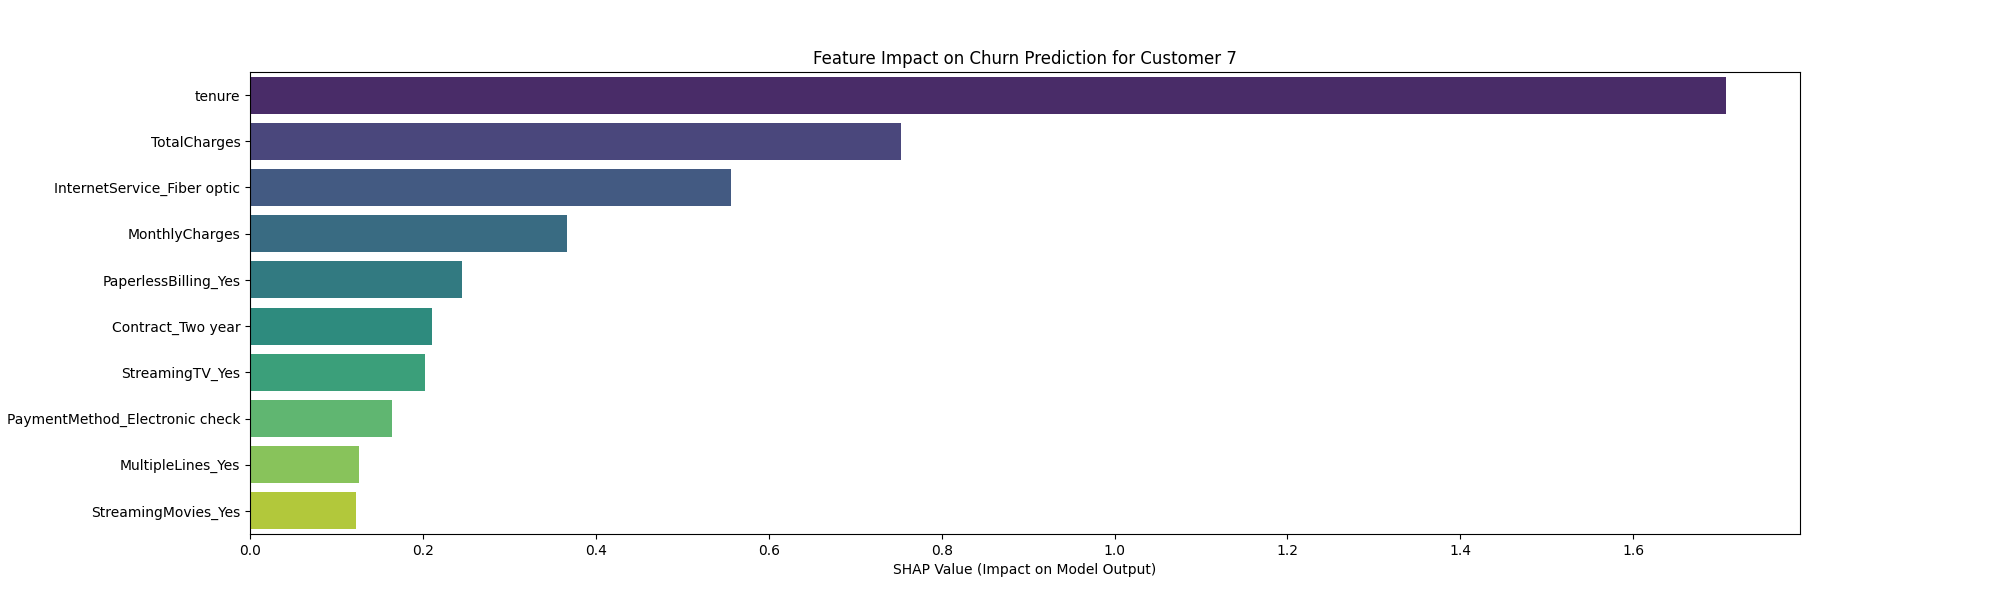 Feature Impact on Churn Prediction for Customer 7
tenure
TotalCharges
InternetService_Fiber optic
MonthlyCharges
PaperlessBilling_Yes
Contract_Two year
StreamingTV_Yes
PaymentMethod_Electronic check
MultipleLines_Yes
StreamingMovies_Yes
0.0 0.2 0.4 0.6 0.8 1.0 1.2 1.4 1.6
SHAP Value (Impact on Model Output)